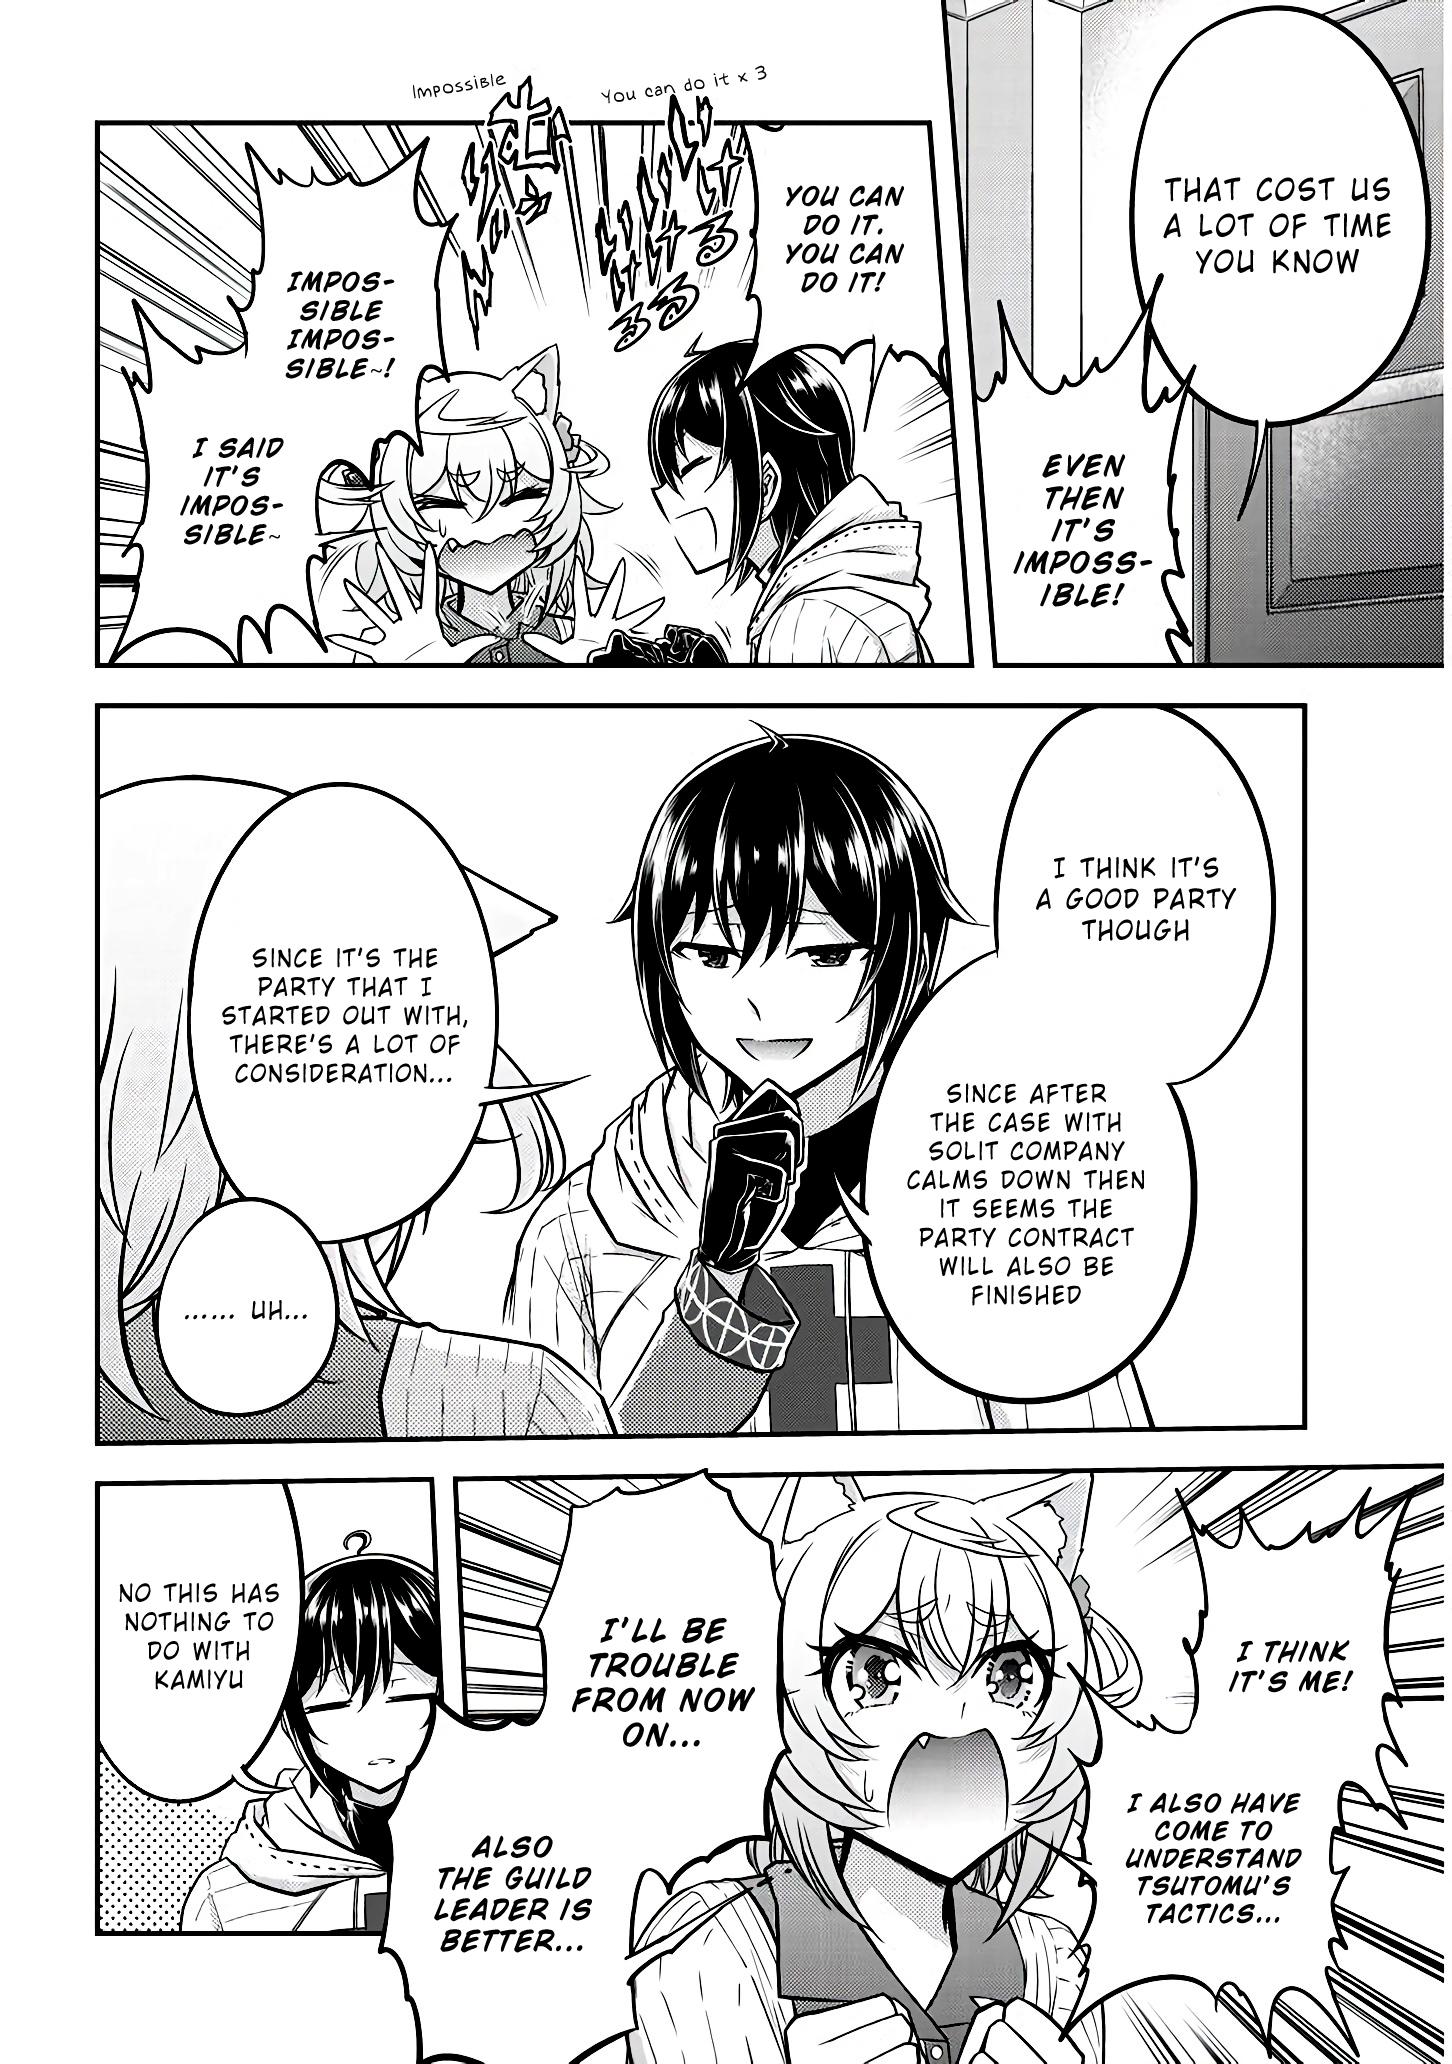 THAT COST US
A LOT OF TIME
YOU KNOW
EVEN
THEN
IT'S
IMPOSS-
IBLE!
You can do it x 3
Impossible
YOU CAN
DO IT.
YOU CAN
DO IT!
IMPOS-
SIBLE
IMPOS-
SIBLE~!
I SAID
IT'S
IMPOS-
SIBLE~
I THINK IT'S
A GOOD PARTY
THOUGH
SINCE AFTER
THE CASE WITH
SOLIT COMPANY
CALMS DOWN THEN
IT SEEMS THE
PARTY CONTRACT
WILL ALSO BE
FINISHED
SINCE IT'S THE
PARTY THAT I
STARTED OUT WITH,
THERE'S A LOT OF
CONSIDERATION...
...... UH...
I THINK
IT'S ME!
I ALSO HAVE
COME TO
UNDERSTAND
TSUTOMU'S
TACTICS...
I'LL BE
TROUBLE
FROM NOW
ON...
ALSO
THE GUILD
LEADER IS
BETTER...
NO THIS HAS
NOTHING TO
DO WITH
KAMIYU